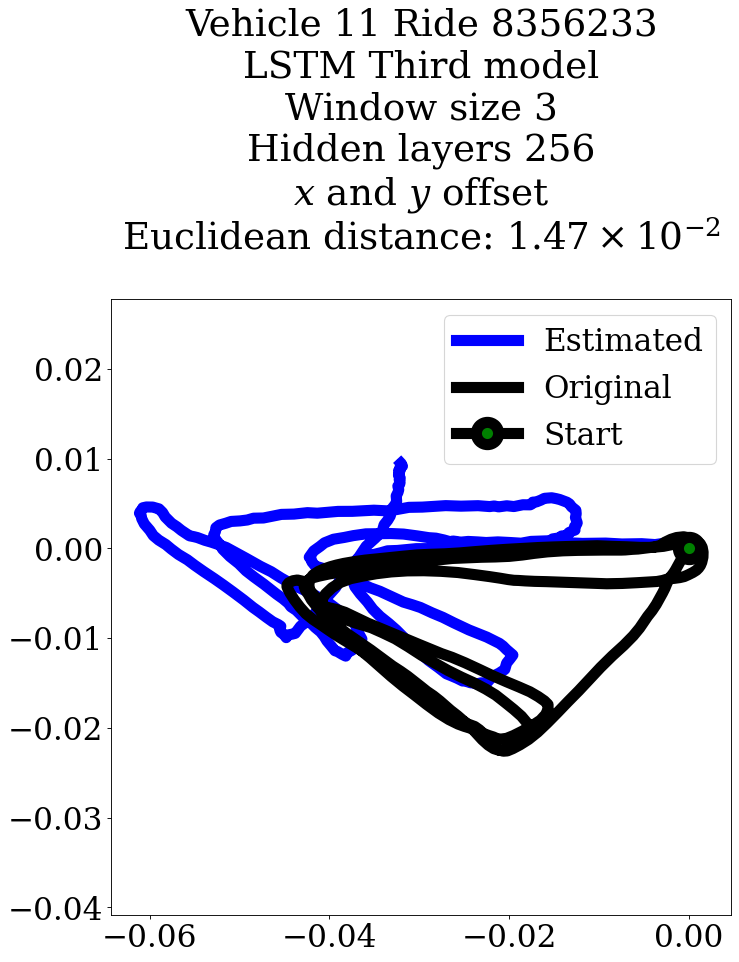 Vehicle 11 Ride 8356233
LSTM Third model
Window size 3
Hidden layers 256
x and y offset
Euclidean distance: 1.47 × 10⁻²
Estimated
Original
Start
0.02
0.01
0.00
−0.01
−0.02
−0.03
−0.04
−0.06
−0.04
−0.02
0.00